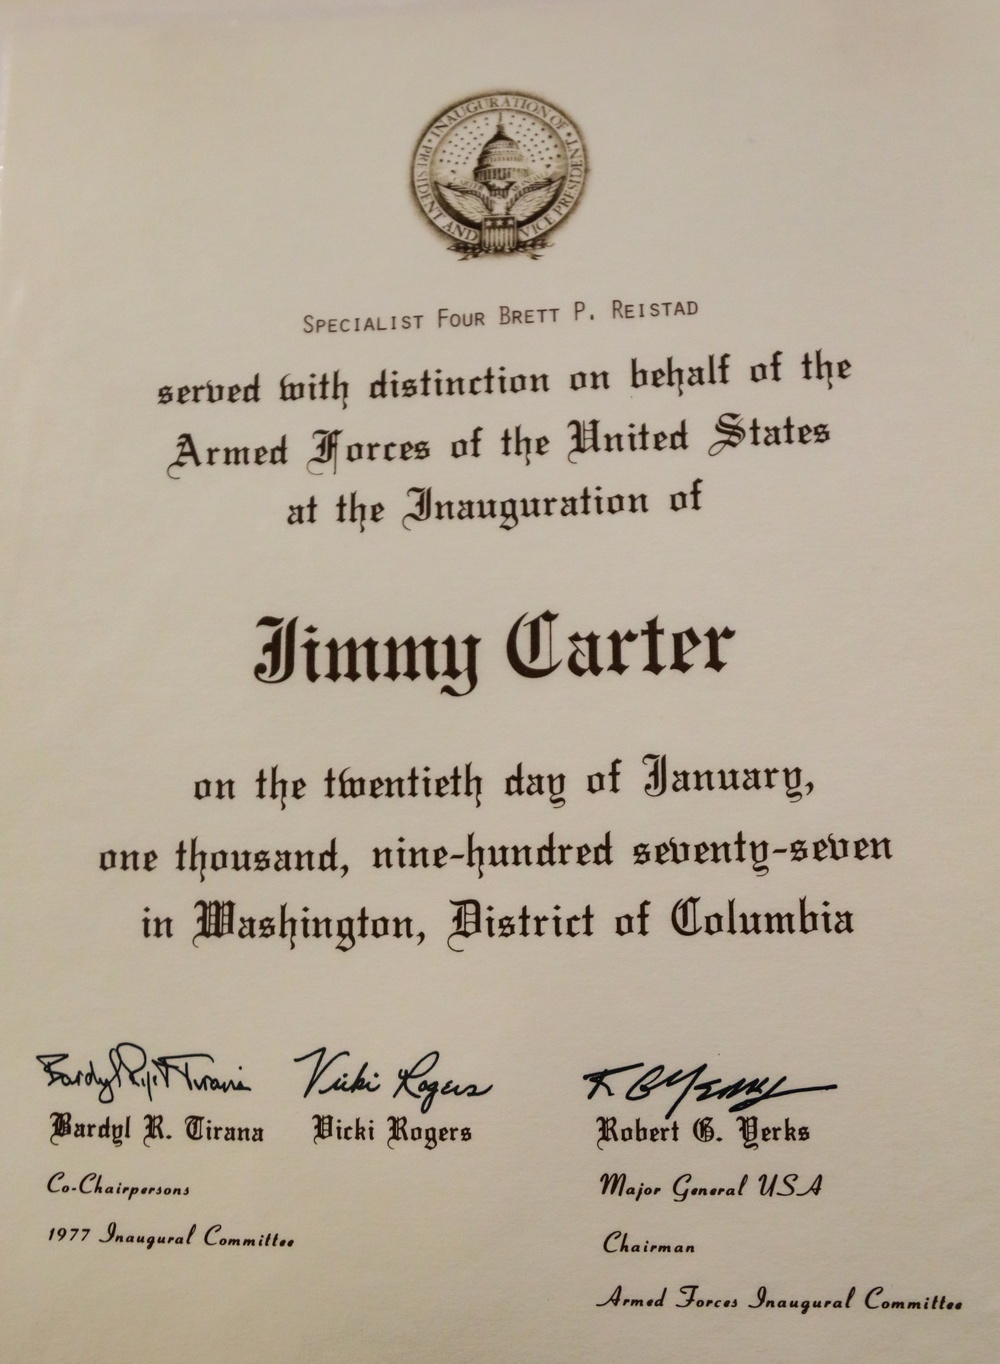 INAUGURATION OF PRESIDENT AND VICE PRESIDENT
Specialist Four Brett P. Reistad
served with distinction on behalf of the
Armed Forces of the United States
at the Inauguration of
Jimmy Carter
on the twentieth day of January,
one thousand, nine-hundred seventy-seven
in Washington, District of Columbia
Vicki Rogers
Bardyl R. Tirana Vicki Rogers
Co-Chairpersons
1977 Inaugural Committee
Robert G. Yerks
Major General USA
Chairman
Armed Forces Inaugural Committee